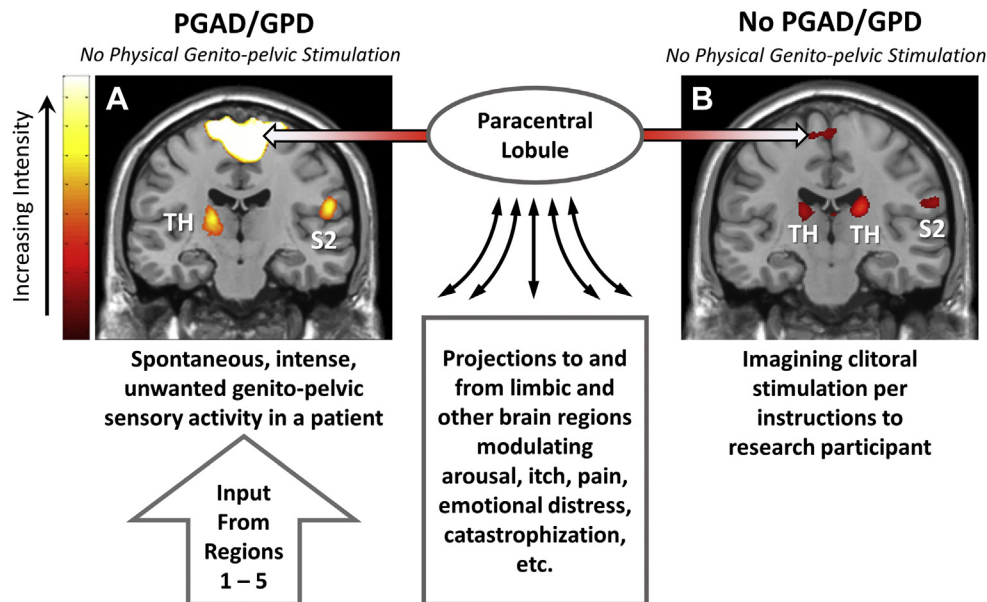 PGAD/GPD
No Physical Genito-pelvic Stimulation
Increasing Intensity
A
TH
S2
Spontaneous, intense,
unwanted genito-pelvic
sensory activity in a patient
Input
From
Regions
1 – 5
Paracentral
Lobule
Projections to and
from limbic and
other brain regions
modulating
arousal, itch, pain,
emotional distress,
catastrophization,
etc.
No PGAD/GPD
No Physical Genito-pelvic Stimulation
B
TH
TH
S2
Imagining clitoral
stimulation per
instructions to
research participant